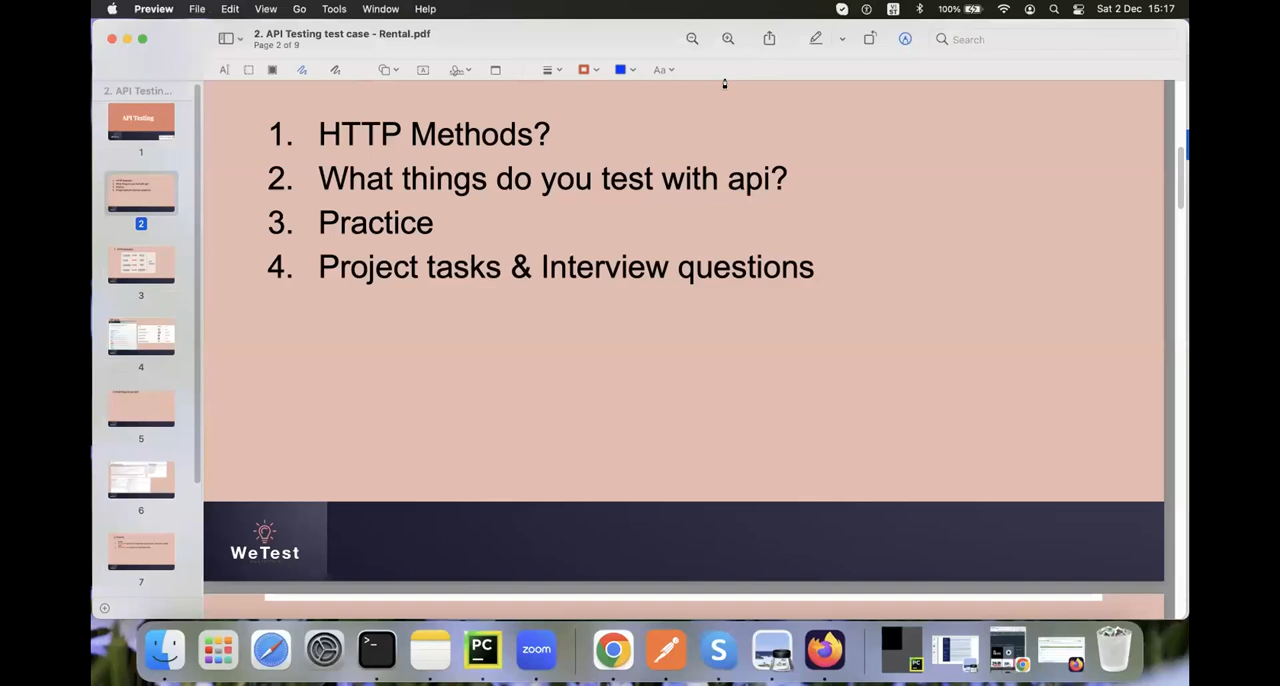 Preview File Edit View Go Tools Window Help 100% Sat 2 Dec 15:17
2. API Testing test case - Rental.pdf
Page 2 of 9
Search
Aa
2. API Testin...
API Testing
1
2
3
4
5
6
7
1. HTTP Methods?
2. What things do you test with api?
3. Practice
4. Project tasks & Interview questions
WeTest
PC
zoom